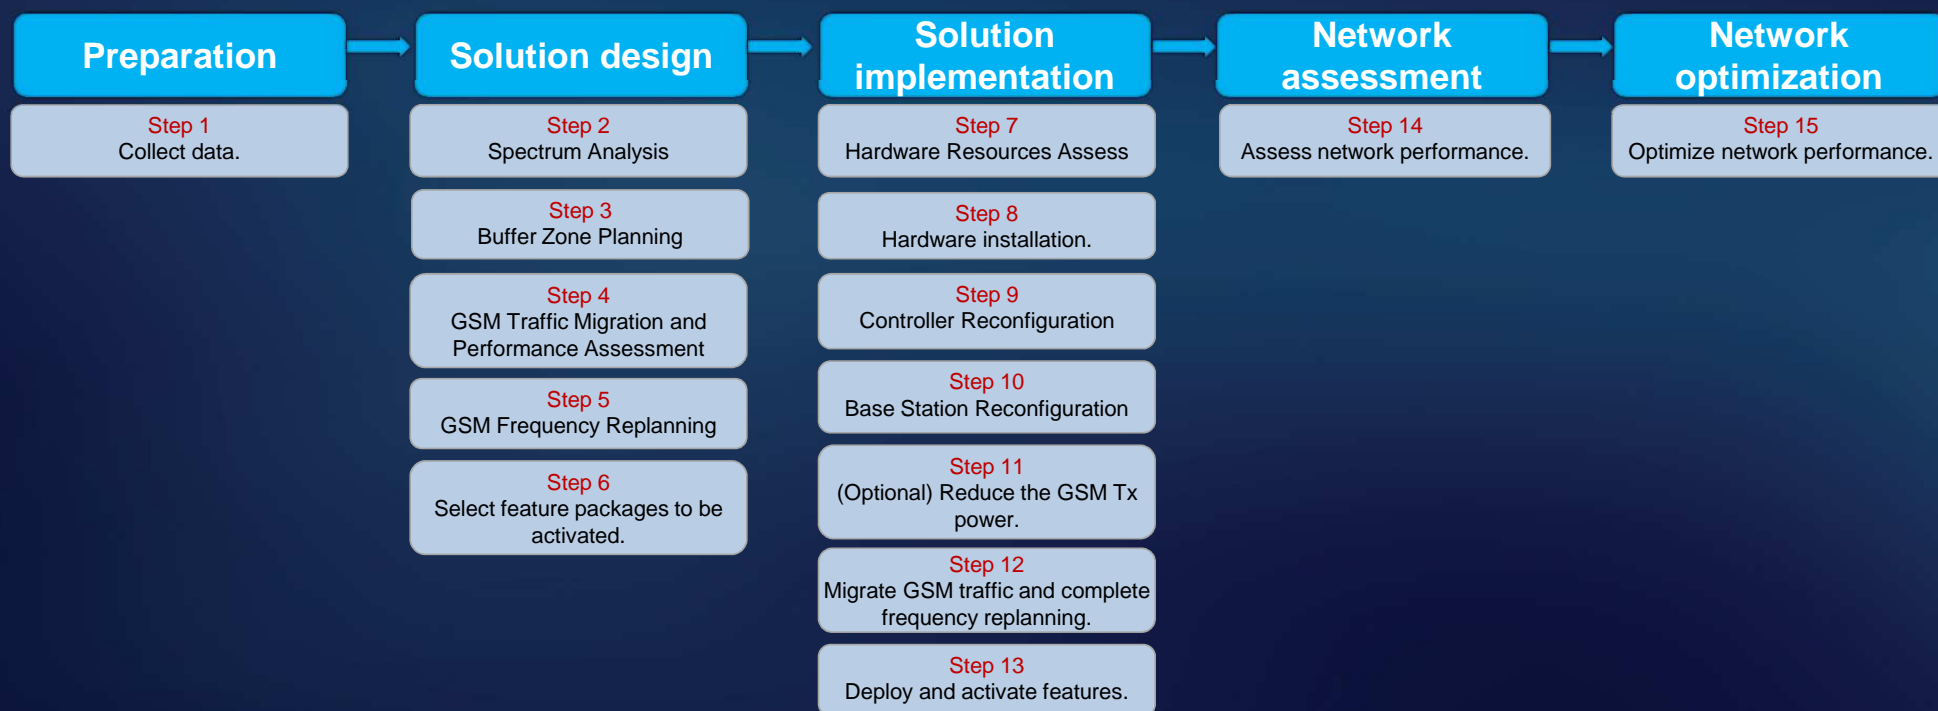 Preparation
Solution design
Solution
implementation
Network
assessment
Network
optimization
Step 1
Collect data.
Step 2
Spectrum Analysis
Step 3
Buffer Zone Planning
Step 4
GSM Traffic Migration and
Performance Assessment
Step 5
GSM Frequency Replanning
Step 6
Select feature packages to be
activated.
Step 7
Hardware Resources Assess
Step 8
Hardware installation.
Step 9
Controller Reconfiguration
Step 10
Base Station Reconfiguration
Step 11
(Optional) Reduce the GSM Tx
power.
Step 12
Migrate GSM traffic and complete
frequency replanning.
Step 13
Deploy and activate features.
Step 14
Assess network performance.
Step 15
Optimize network performance.